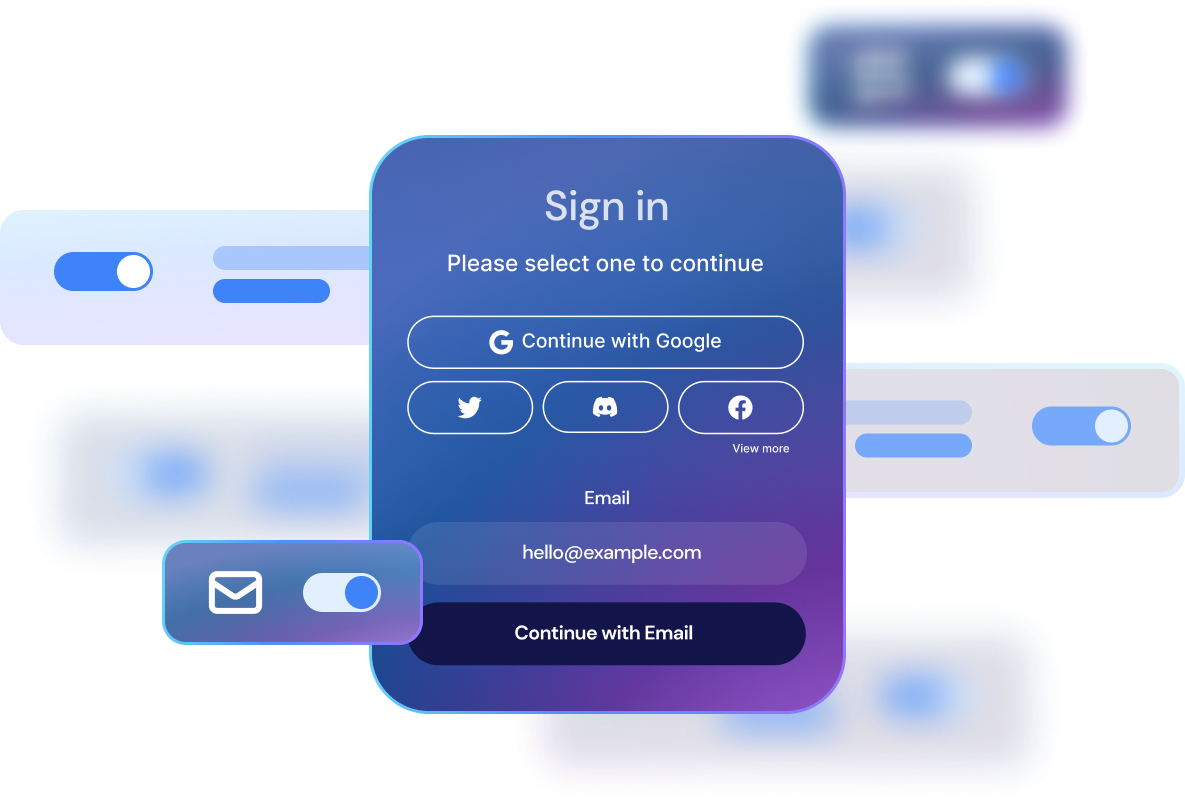 Sign in
Please select one to continue
Continue with Google
View more
Email
hello@example.com
Continue with Email